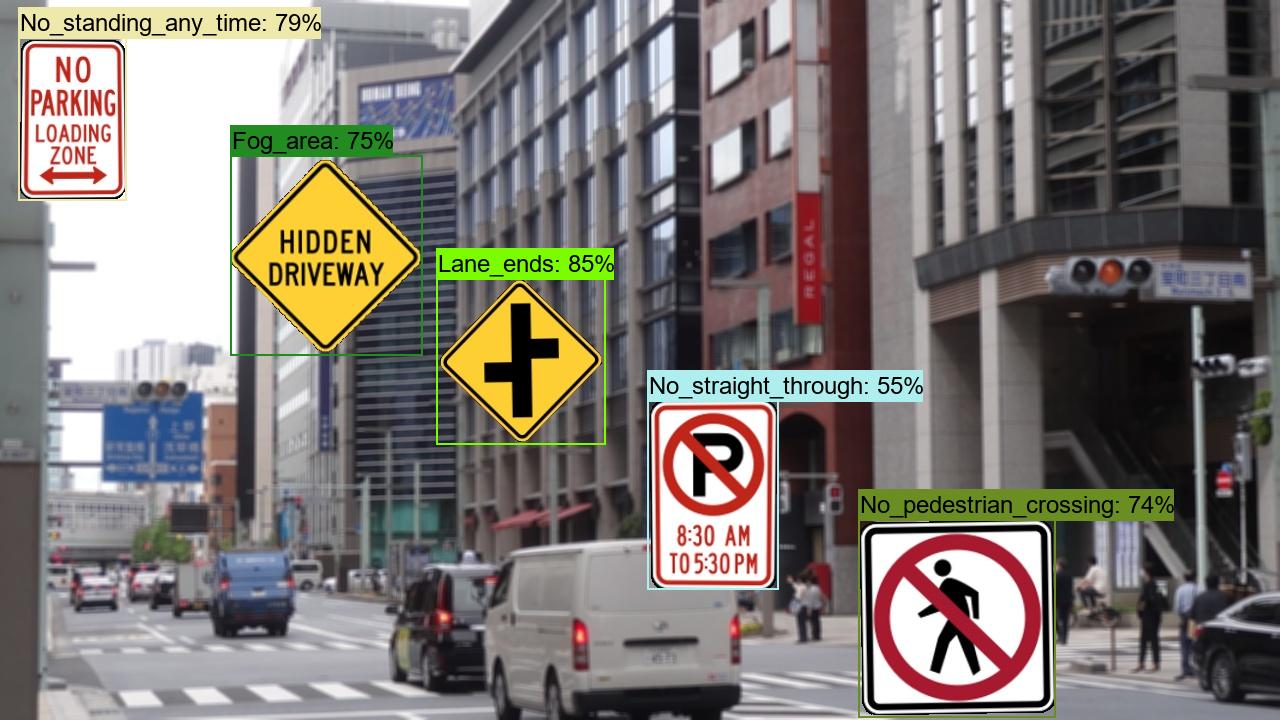 No_standing_any_time: 79%
NO
PARKING
LOADING
ZONE
Fog_area: 75%
HIDDEN
DRIVEWAY
Lane_ends: 85%
REGAL
No_straight_through: 55%
8:30 AM
TO 5:30 PM
No_pedestrian_crossing: 74%